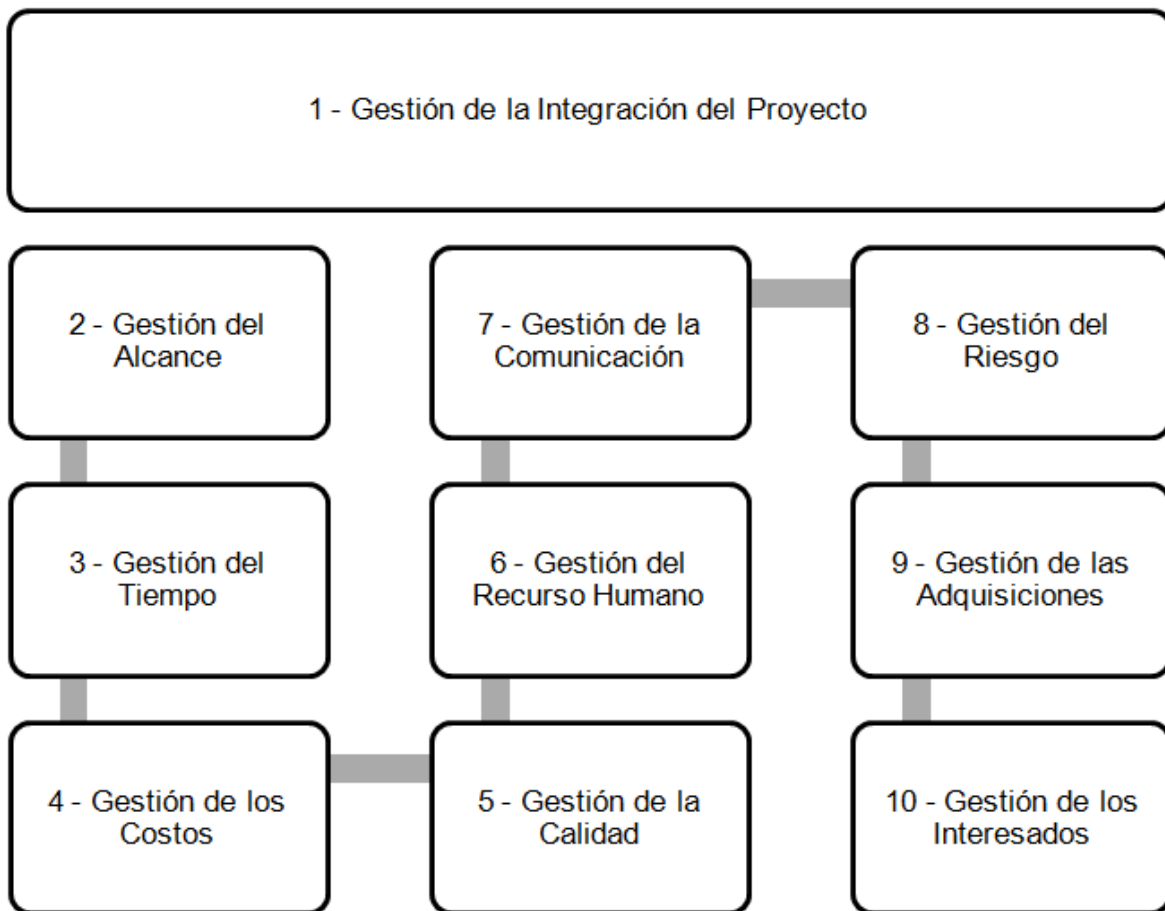 1 - Gestión de la Integración del Proyecto
2 - Gestión del
Alcance
3 - Gestión del
Tiempo
4 - Gestión de los
Costos
5 - Gestión de la
Calidad
6 - Gestión del
Recurso Humano
7 - Gestión de la
Comunicación
8 - Gestión del
Riesgo
9 - Gestión de las
Adquisiciones
10 - Gestión de los
Interesados